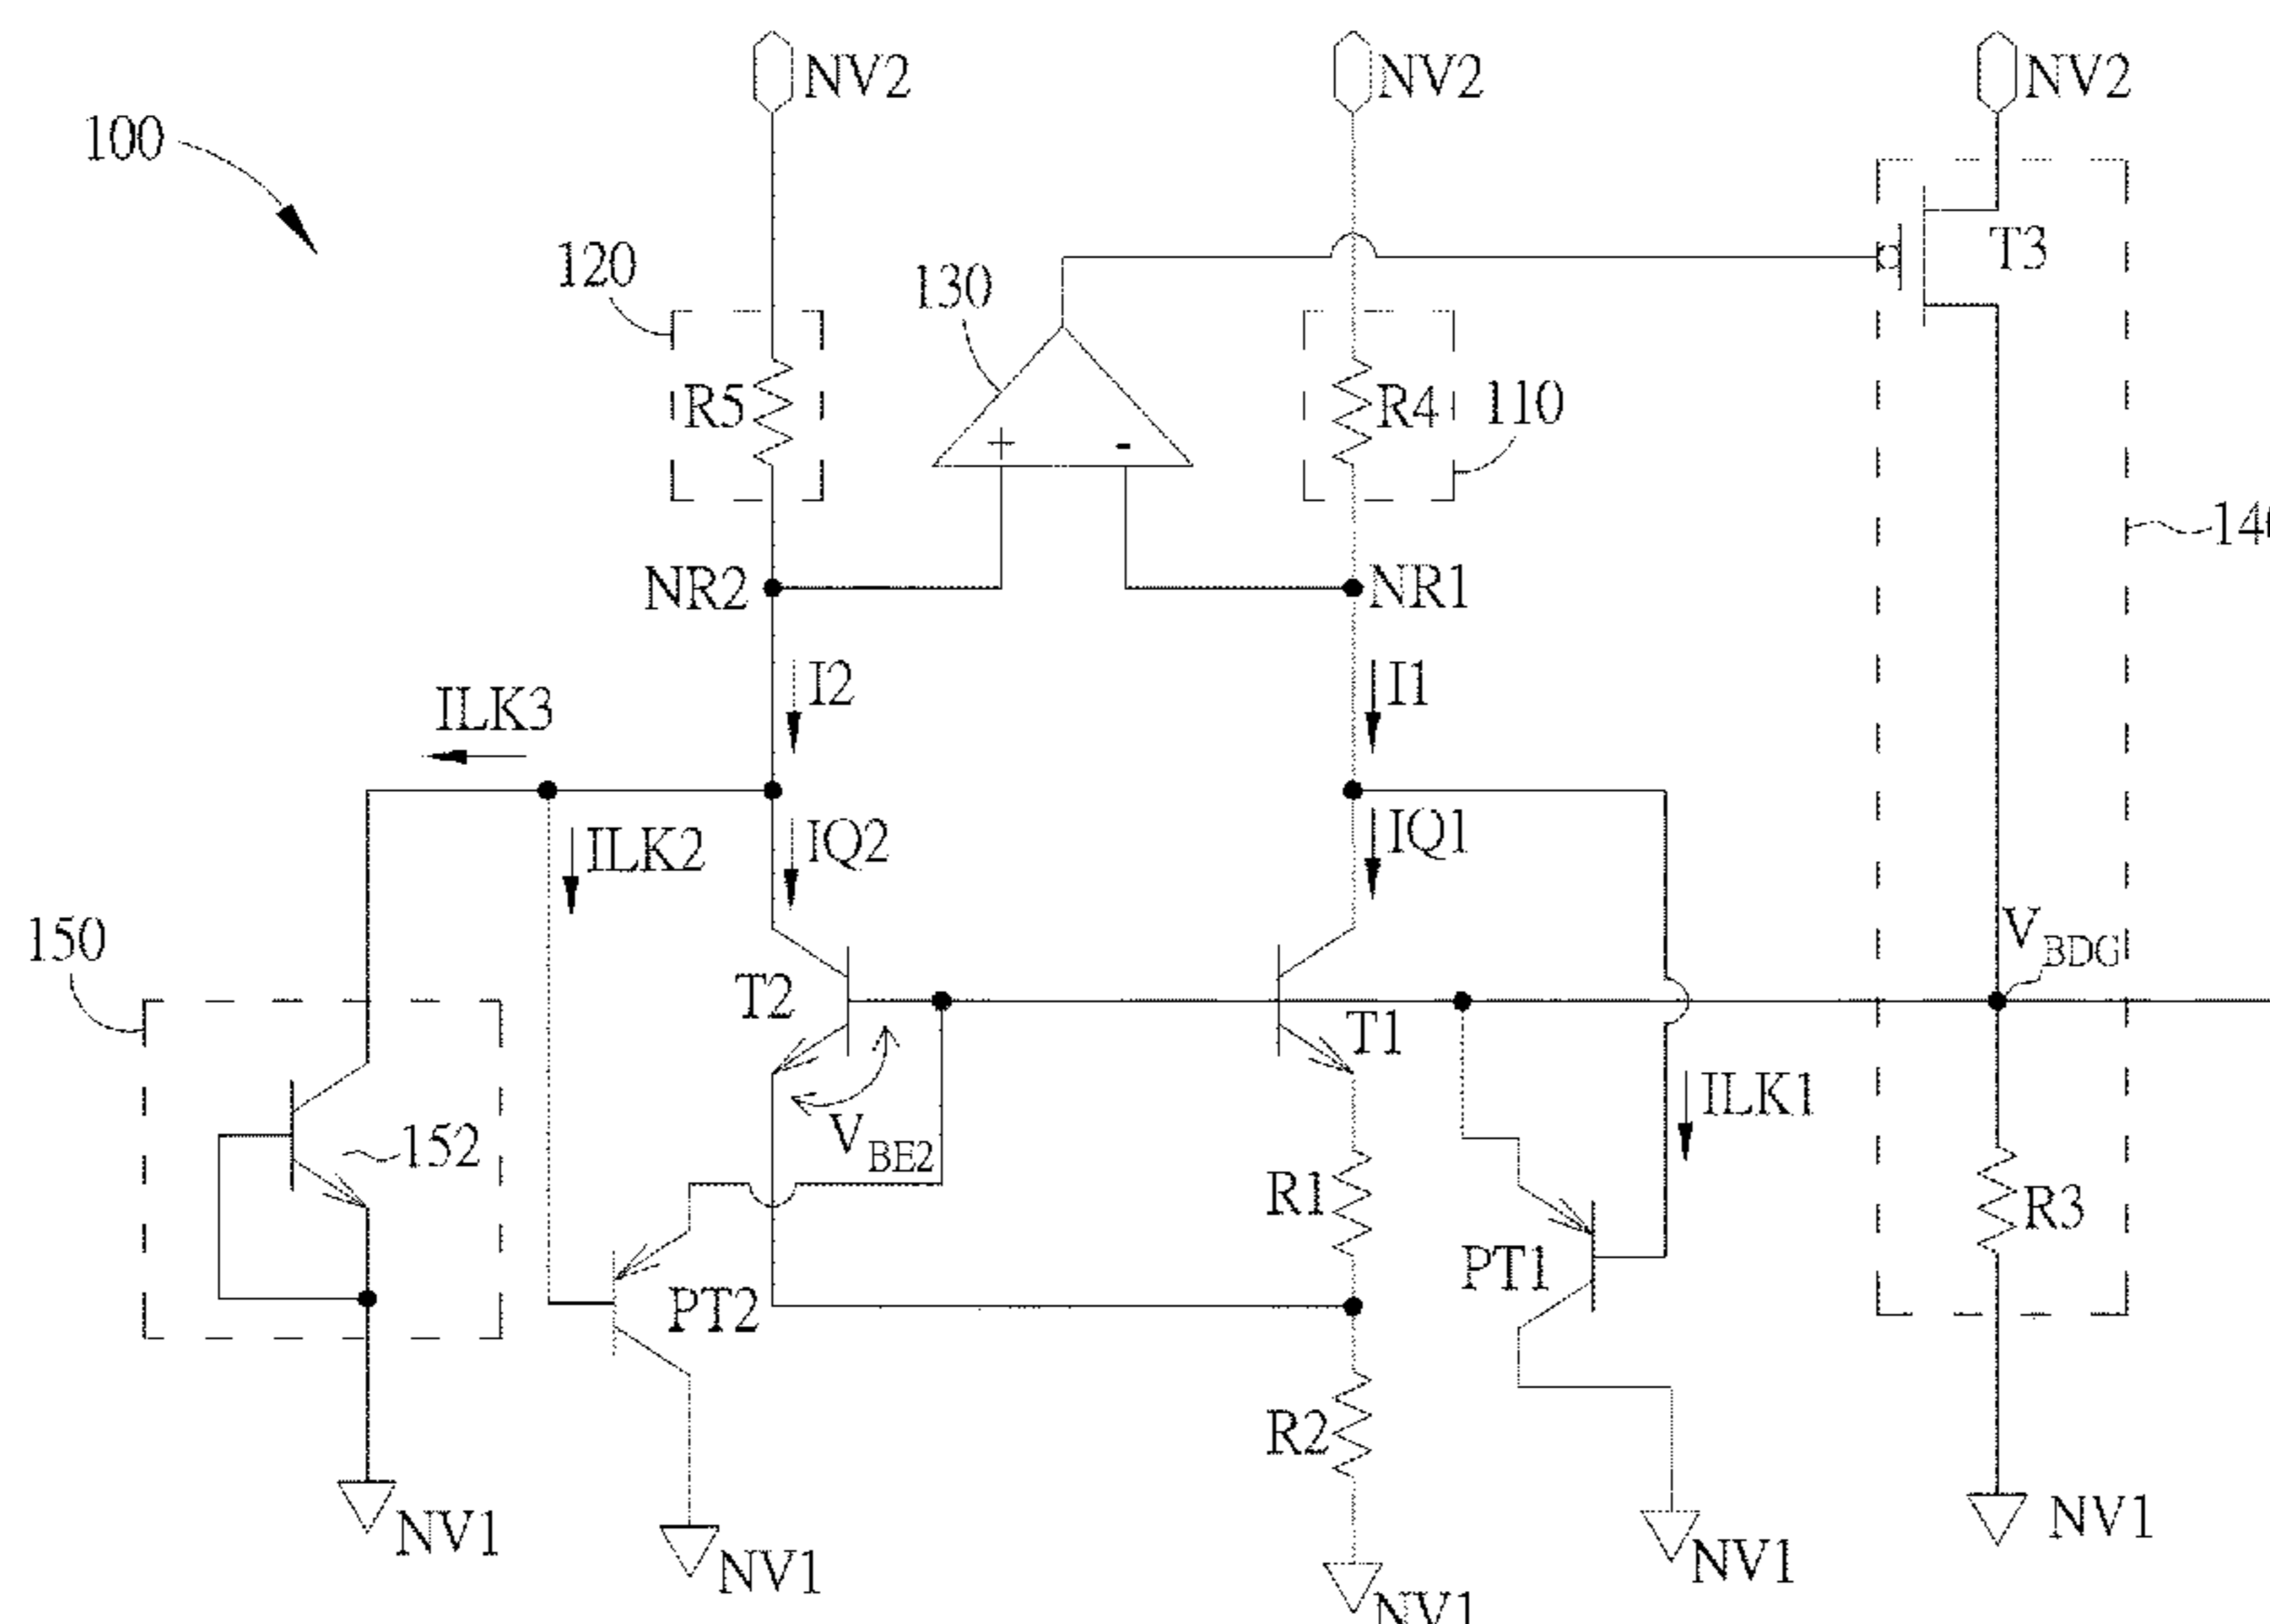 NV2
NV2
NV2
100
T3
120
130
R5
R4
110
+
-
NR2
NR1
I2
I1
ILK3
IQ2
IQ1
ILK2
150
V BDG
T2
T1
ILK1
V BE2
152
R1
R3
PT1
PT2
R2
NV1
NV1
NV1
NV1
NV1